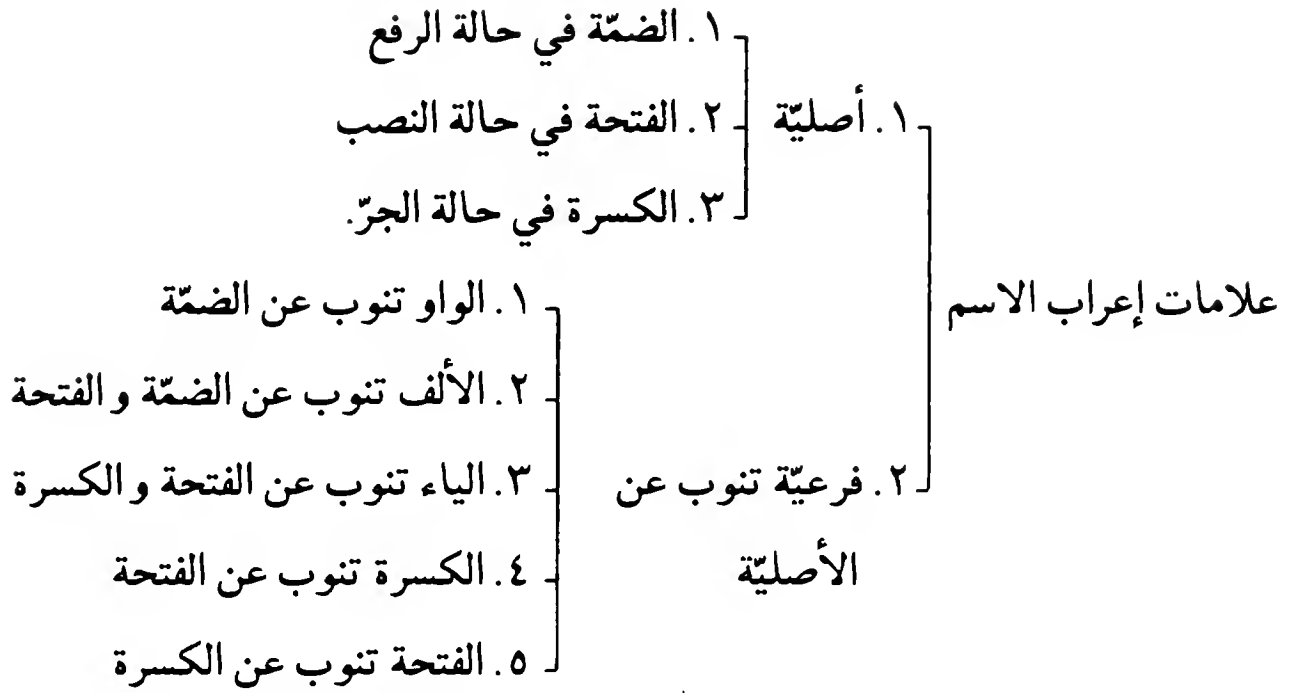 علامات إعراب الاسم
١. أصليّة
١. الضمّة في حالة الرفع
٢. الفتحة في حالة النصب
٣. الكسرة في حالة الجرّ.
٢. فرعيّة تنوب عن
الأصليّة
١. الواو تنوب عن الضمّة
٢. الألف تنوب عن الضمّة و الفتحة
٣. الياء تنوب عن الفتحة و الكسرة
٤. الكسرة تنوب عن الفتحة
٥. الفتحة تنوب عن الكسرة